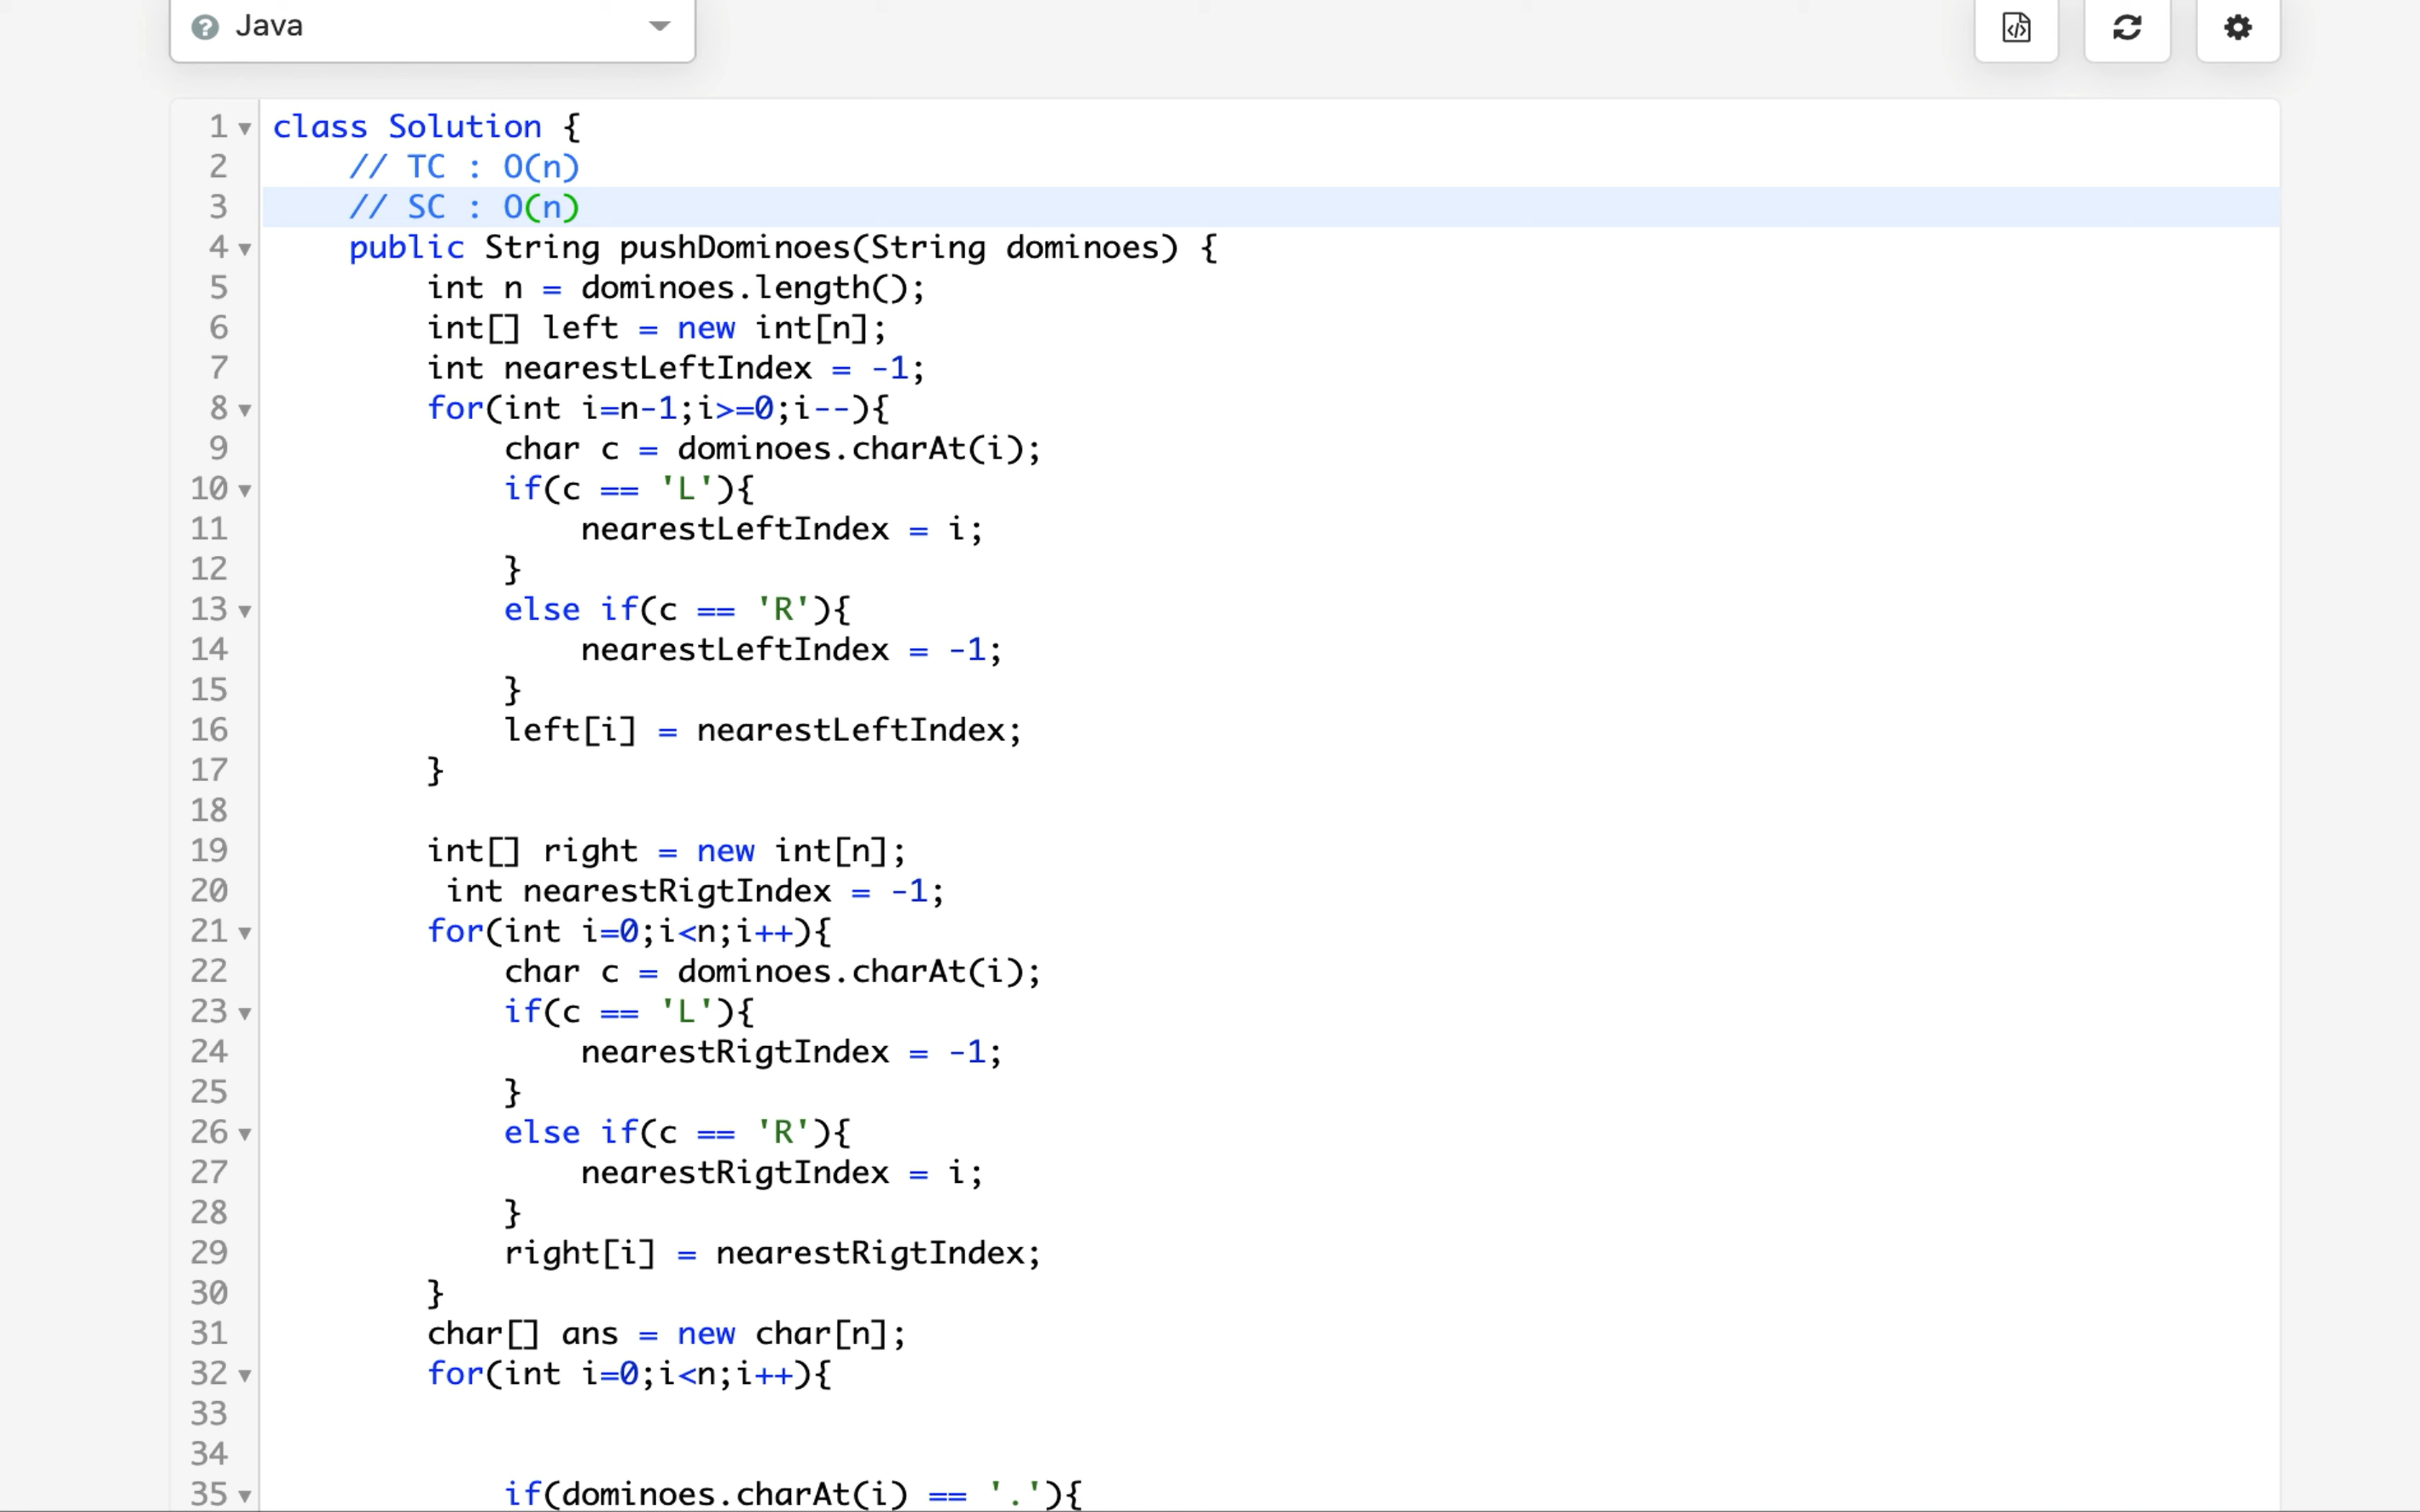 Java
1 class Solution {
2 // TC : O(n)
3 // SC : O(n)
4 public String pushDominoes(String dominoes) {
5 int n = dominoes.length();
6 int[] left = new int[n];
7 int nearestLeftIndex = -1;
8 for(int i=n-1;i>=0;i--){
9 char c = dominoes.charAt(i);
10 if(c == 'L'){
11 nearestLeftIndex = i;
12 }
13 else if(c == 'R'){
14 nearestLeftIndex = -1;
15 }
16 left[i] = nearestLeftIndex;
17 }
18
19 int[] right = new int[n];
20 int nearestRigtIndex = -1;
21 for(int i=0;i<n;i++){
22 char c = dominoes.charAt(i);
23 if(c == 'L'){
24 nearestRigtIndex = -1;
25 }
26 else if(c == 'R'){
27 nearestRigtIndex = i;
28 }
29 right[i] = nearestRigtIndex;
30 }
31 char[] ans = new char[n];
32 for(int i=0;i<n;i++){
33
34
35 if(dominoes.charAt(i) == '.'){